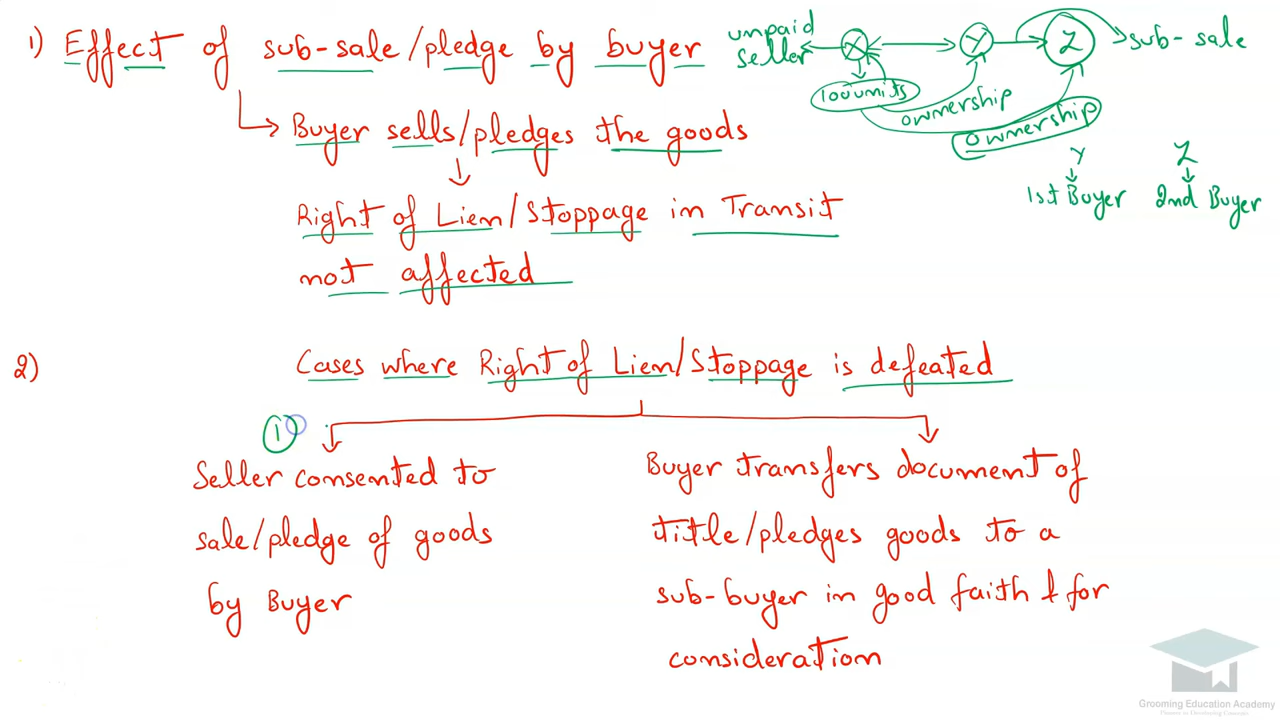 1) Effect of sub-sale/pledge by buyer
unpaid
seller
X
Y
Z
sub-sale
100 units
ownership
ownership
Y
Z
1st Buyer
2nd Buyer
Buyer sells/pledges the goods
Right of Lien/Stoppage in Transit
not affected
2) Cases where Right of Lien/Stoppage is defeated
1
Seller consented to
sale/pledge of goods
by Buyer
Buyer transfers document of
title/pledges goods to a
sub-buyer in good faith & for
consideration
Grooming Education Academy